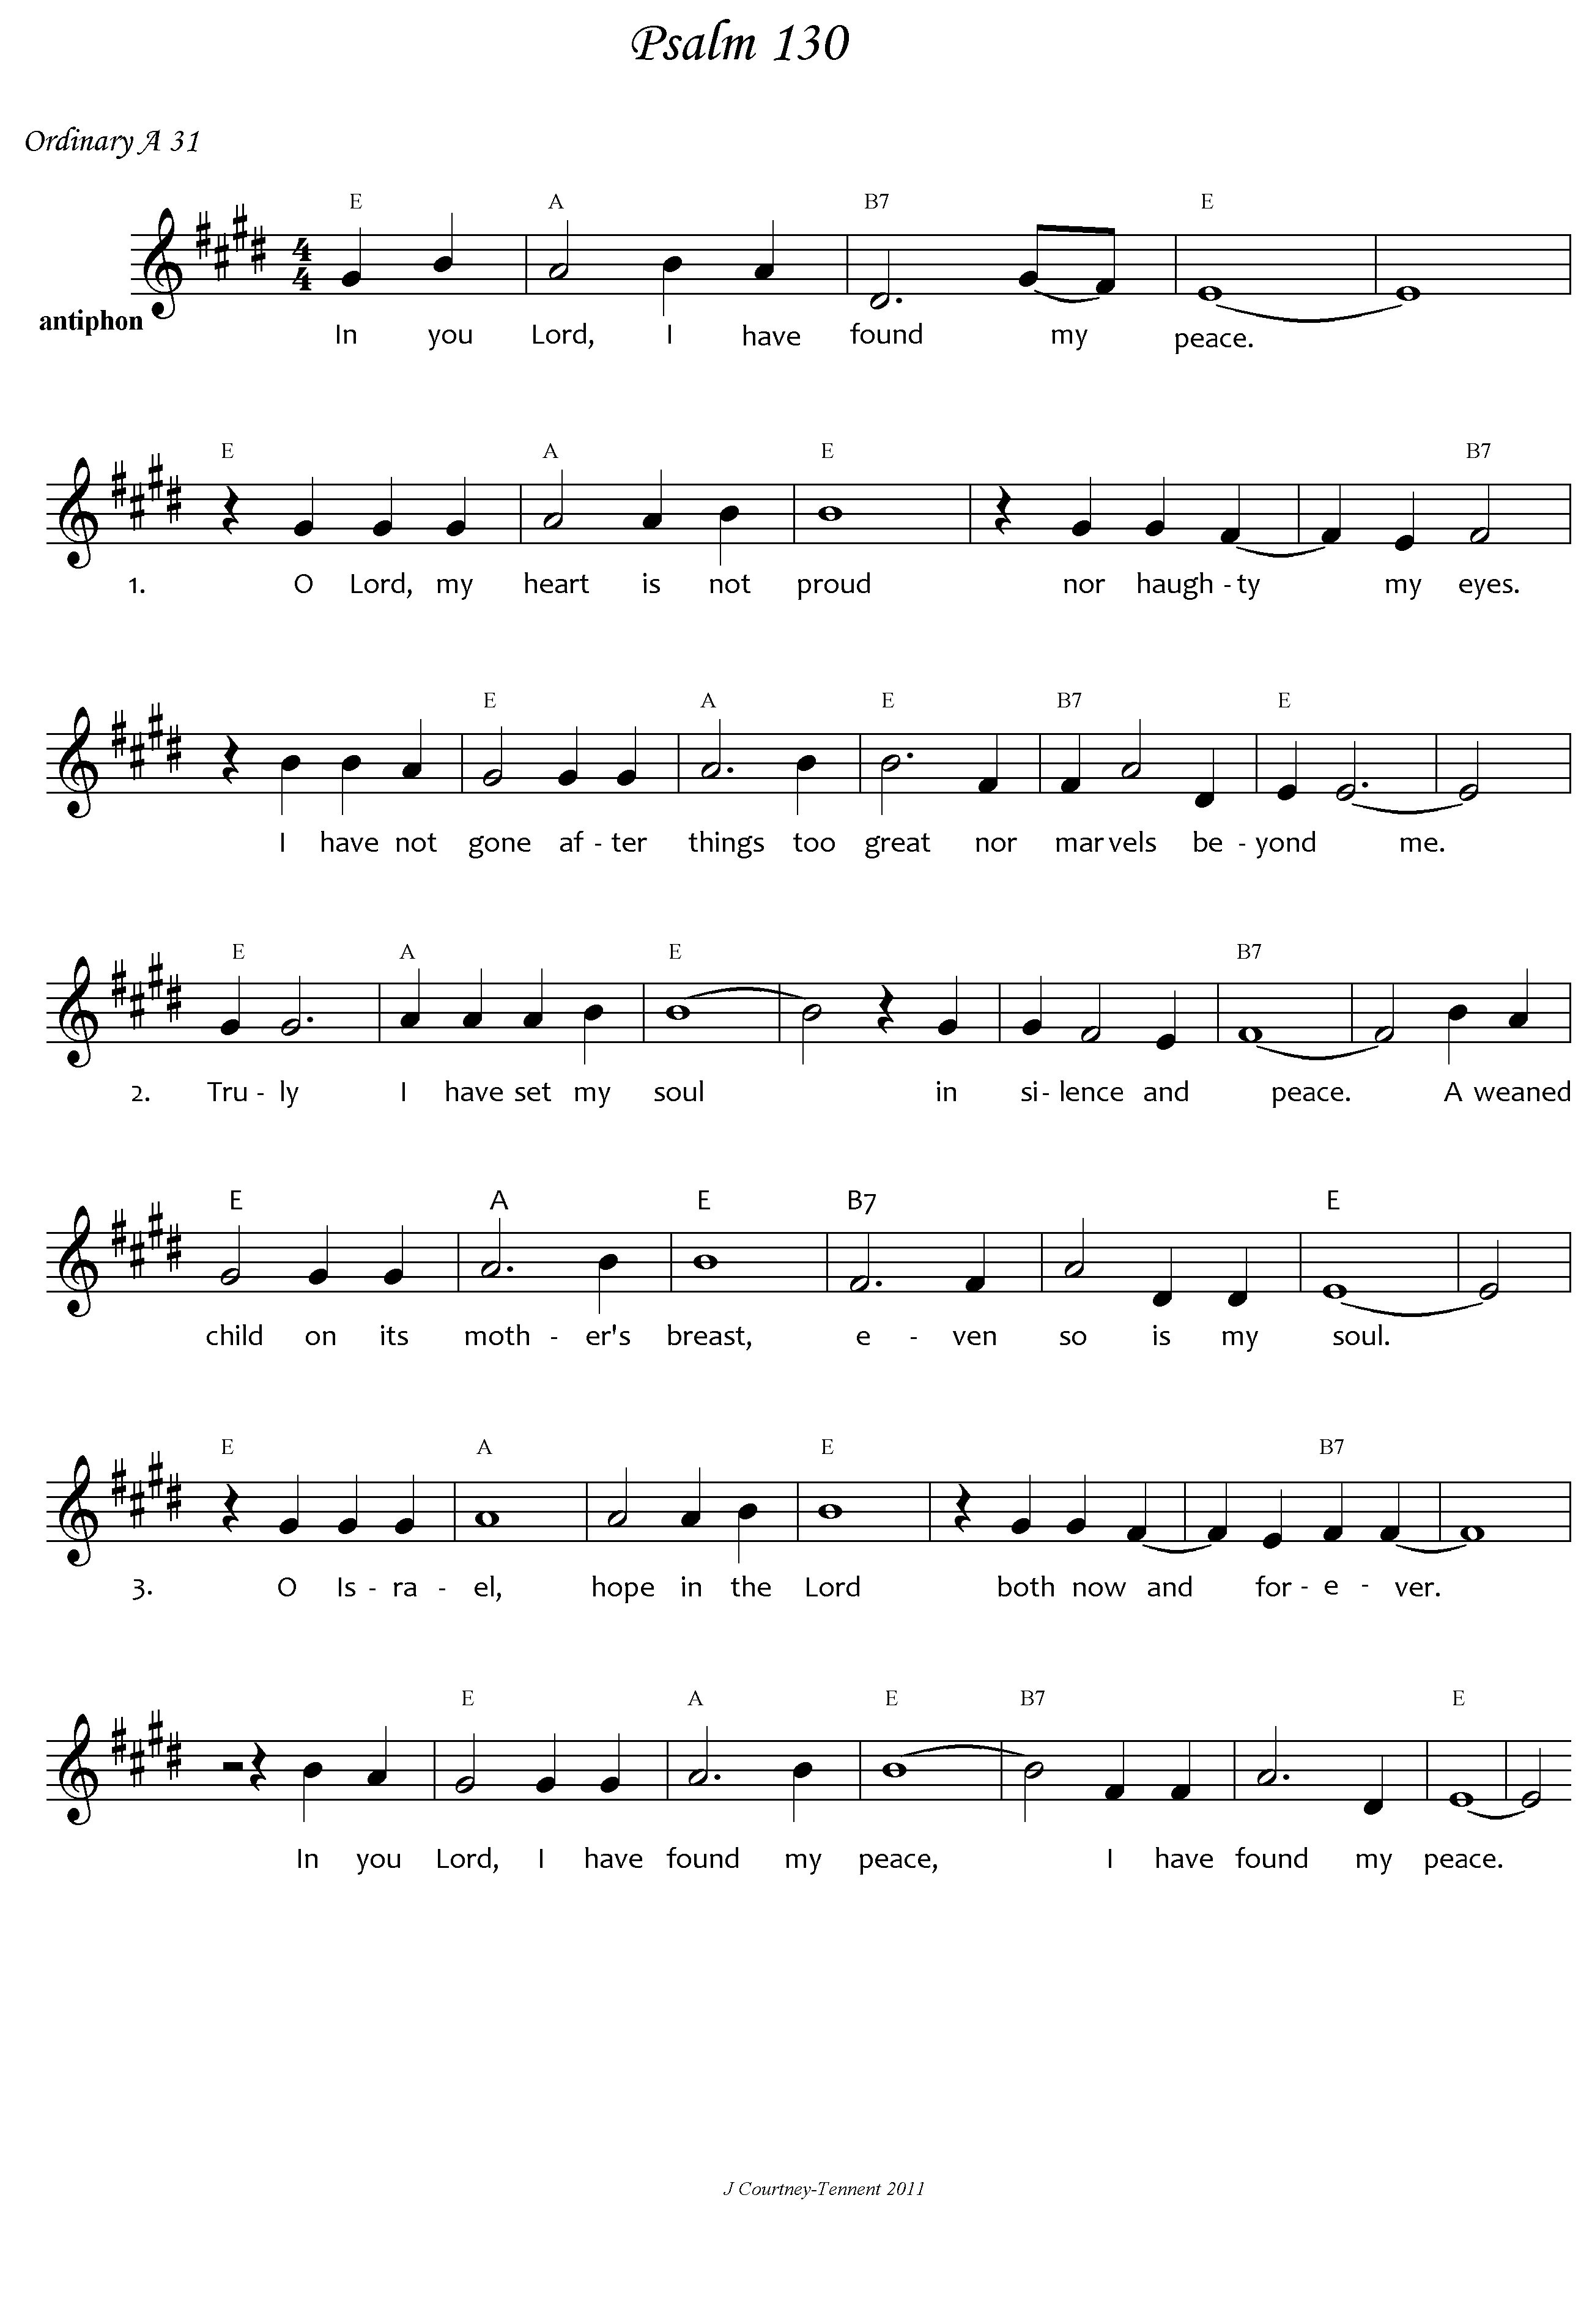 Psalm 130
Ordinary A 31
E A B7 E
antiphon
In you Lord, I have found my peace.
E A E B7
1. O Lord, my heart is not proud nor haugh - ty my eyes.
E A E B7 E
I have not gone af - ter things too great nor marvels be - yond me.
E A E B7
2. Tru - ly I have set my soul in si - lence and peace. A weaned
E A E B7 E
child on its moth - er's breast, e - ven so is my soul.
E A E B7
3. O Is - ra - el, hope in the Lord both now and for - e - ver.
E A E B7 E
In you Lord, I have found my peace, I have found my peace.
J Courtney-Tennent 2011